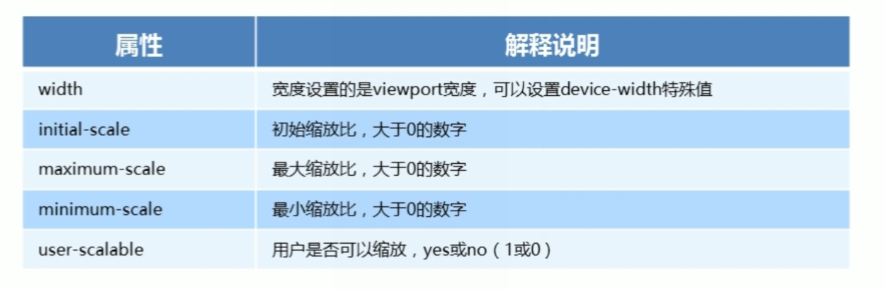 属性 解释说明
width 宽度设置的是viewport宽度，可以设置device-width特殊值
initial-scale 初始缩放比，大于0的数字
maximum-scale 最大缩放比，大于0的数字
minimum-scale 最小缩放比，大于0的数字
user-scalable 用户是否可以缩放，yes或no（1或0）